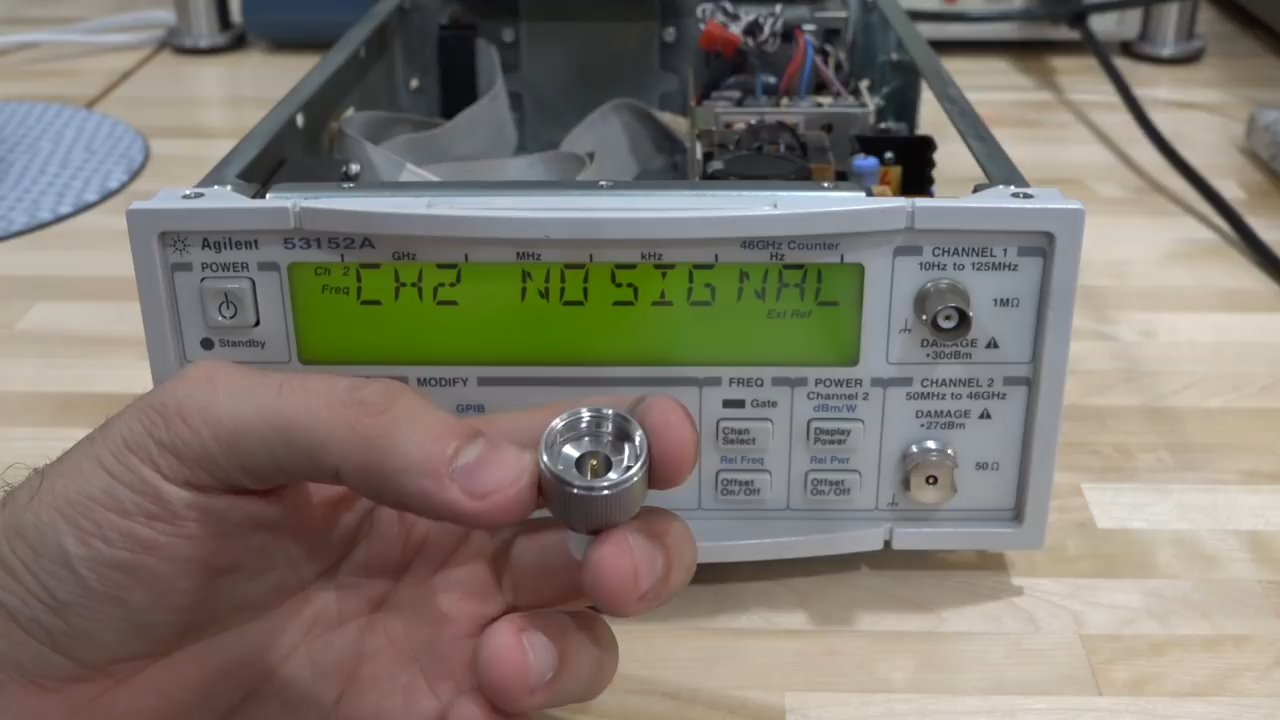 Agilent 53152A
46GHz Counter
POWER
Standby
GHz MHz kHz Hz
Ch 2
Freq
CH2 NO SIGNAL
Ext Ref
CHANNEL 1
10Hz to 125MHz
1MΩ
DAMAGE
+30dBm
MODIFY
GPIB
FREQ
Gate
Chan
Select
Rel Freq
Offset
On/Off
POWER
Channel 2
dBm/W
Display
Power
Rel Pwr
Offset
On/Off
CHANNEL 2
50MHz to 46GHz
DAMAGE
+27dBm
50Ω